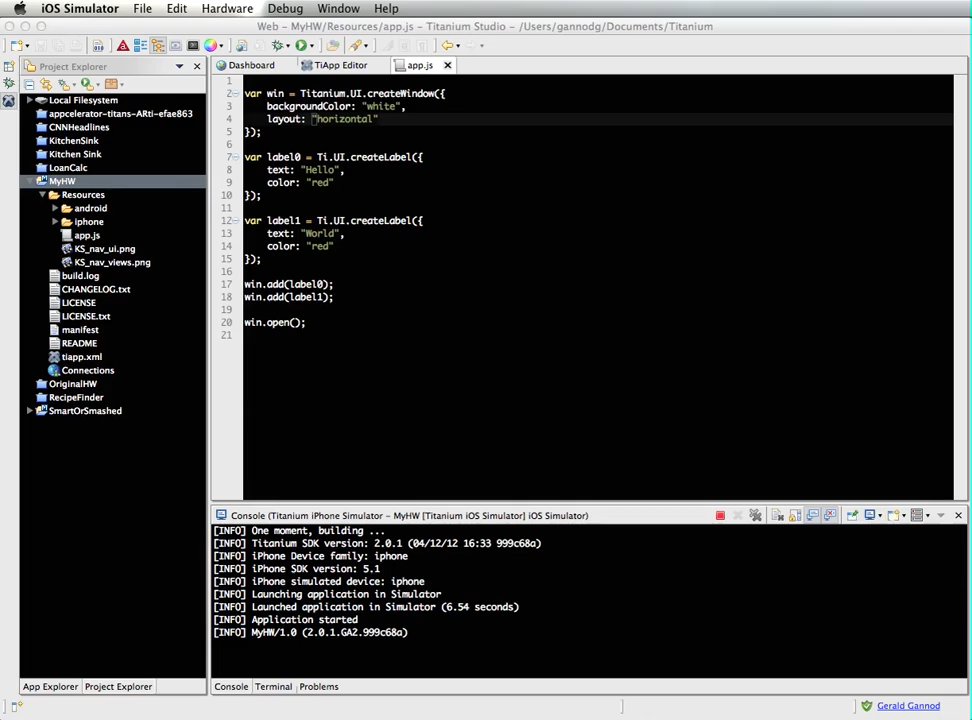 iOS Simulator File Edit Hardware Debug Window Help
Web - MyHW/Resources/app.js - Titanium Studio - /Users/gannodg/Documents/Titanium
Project Explorer
Dashboard TiApp Editor app.js
Local Filesystem
appcelerator-titans-ARti-efae863
CNNHeadlines
KitchenSink
Kitchen Sink
LoanCalc
MyHW
Resources
android
iphone
app.js
KS_nav_ui.png
KS_nav_views.png
build.log
CHANGELOG.txt
LICENSE
LICENSE.txt
manifest
README
tiapp.xml
Connections
OriginalHW
RecipeFinder
SmartOrSmashed
App Explorer Project Explorer
1
2 var win = Titanium.UI.createWindow({
3 backgroundColor: "white",
4 layout: "horizontal"
5 });
6
7 var label0 = Ti.UI.createLabel({
8 text: "Hello",
9 color: "red"
10 });
11
12 var label1 = Ti.UI.createLabel({
13 text: "World",
14 color: "red"
15 });
16
17 win.add(label0);
18 win.add(label1);
19
20 win.open();
21
Console (Titanium iPhone Simulator - MyHW [Titanium iOS Simulator] iOS Simulator)
[INFO] One moment, building ...
[INFO] Titanium SDK version: 2.0.1 (04/12/12 16:33 999c68a)
[INFO] iPhone Device family: iphone
[INFO] iPhone SDK version: 5.1
[INFO] iPhone simulated device: iphone
[INFO] Launching application in Simulator
[INFO] Launched application in Simulator (6.54 seconds)
[INFO] Application started
[INFO] MyHW/1.0 (2.0.1.GA2.999c68a)
Console Terminal Problems
Gerald Gannod